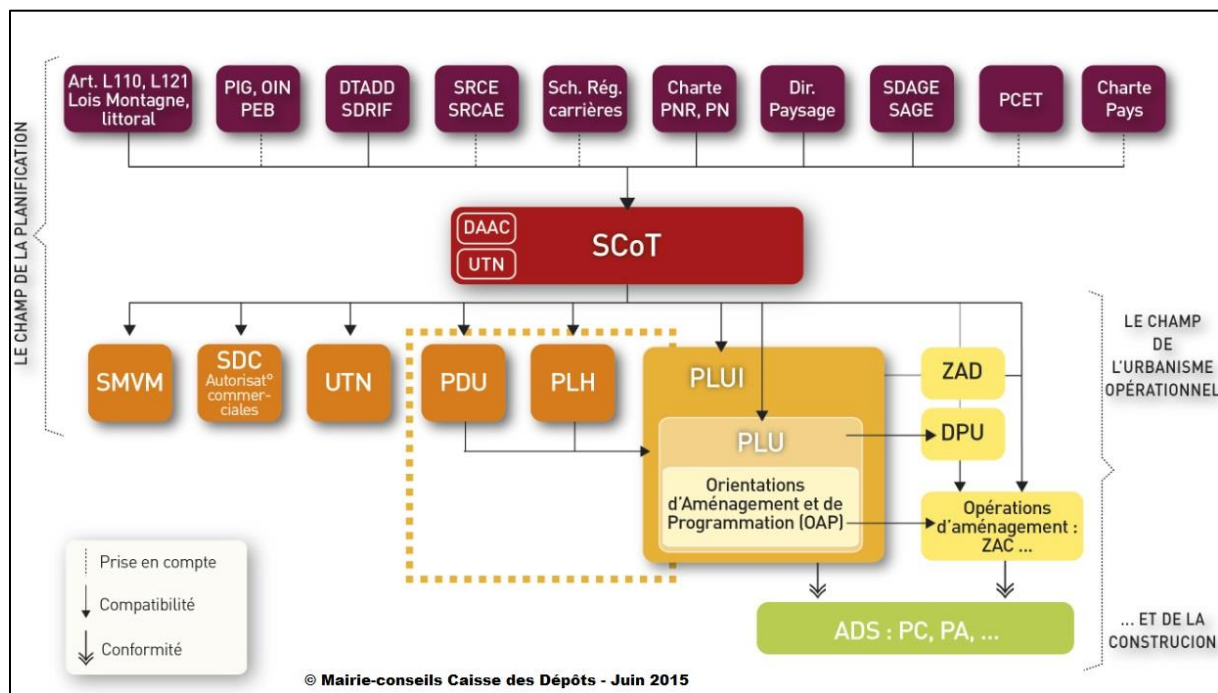 Art. L110, L121
Lois Montagne,
littoral
PIG, OIN
PEB
DTADD
SDRIF
SRCE
SRCAE
Sch. Rég.
carrières
Charte
PNR, PN
Dir.
Paysage
SDAGE
SAGE
PCET
Charte
Pays
LE CHAMP DE LA PLANIFICATION
DAAC
UTN
SCoT
SMVM
SDC
Autorisat°
commer-
ciales
UTN
PDU
PLH
PLUI
PLU
Orientations
d'Aménagement et de
Programmation (OAP)
ZAD
DPU
Opérations
d'aménagement :
ZAC ...
LE CHAMP
DE
L'URBANISME
OPÉRATIONNEL
... ET DE LA
CONSTRUCION
ADS : PC, PA, ...
Prise en compte
Compatibilité
Conformité
© Mairie-conseils Caisse des Dépôts - Juin 2015